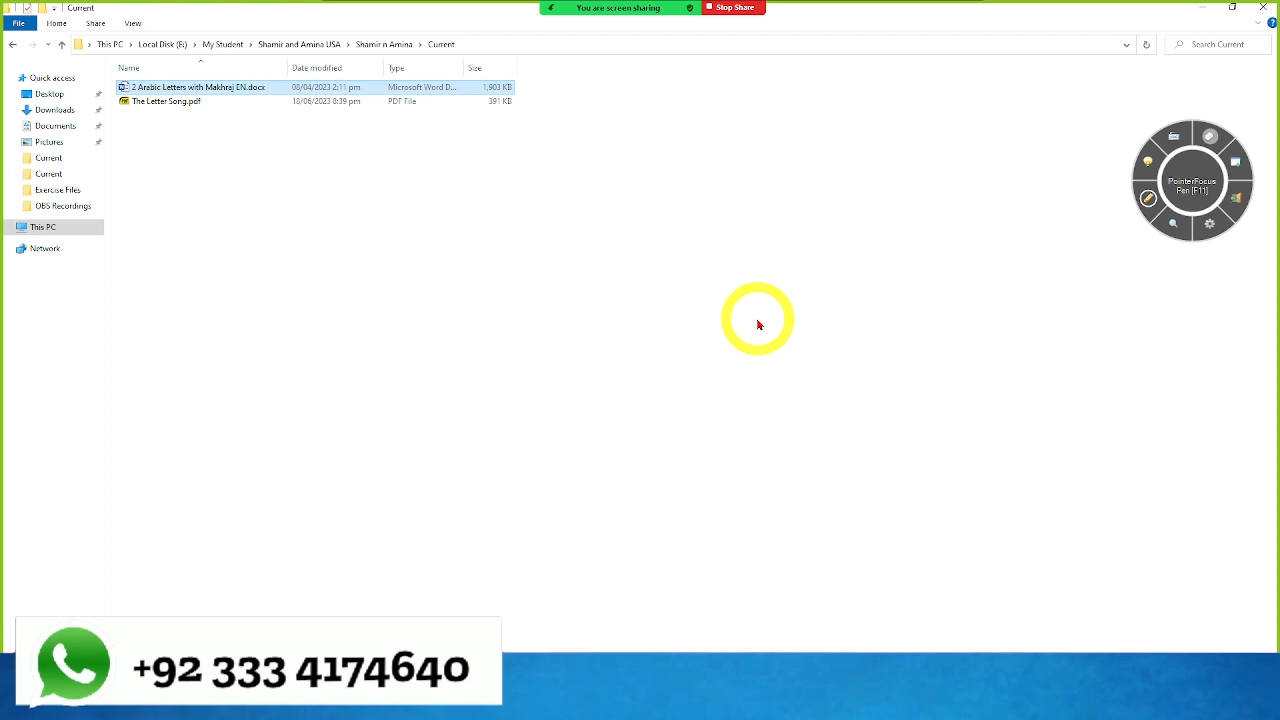 Current
You are screen sharing
Stop Share
File
Home
Share
View
This PC
Local Disk (E:)
My Student
Shamir and Amina USA
Shamir n Amina
Current
Search Current
Name
Date modified
Type
Size
2 Arabic Letters with Makhraj EN.docx
08/04/2023 2:11 pm
Microsoft Word D...
1,903 KB
The Letter Song.pdf
18/06/2023 8:39 pm
PDF File
391 KB
Quick access
Desktop
Downloads
Documents
Pictures
Current
Current
Exercise Files
OBS Recordings
This PC
Network
PointerFocus
Pen [F11]
+92 333 4174640